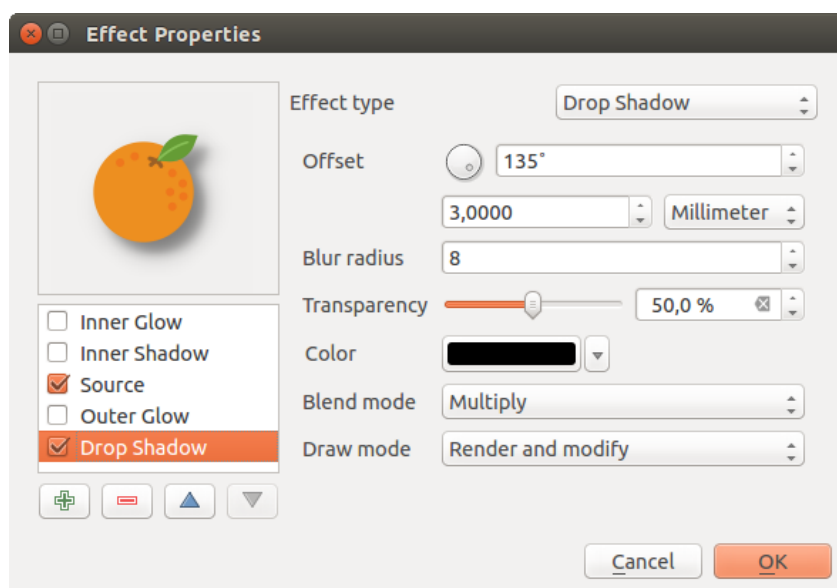 Effect Properties
Effect type Drop Shadow
Offset 135°
3,0000 Millimeter
Blur radius 8
Transparency 50,0 %
Color
Blend mode Multiply
Draw mode Render and modify
Inner Glow
Inner Shadow
Source
Outer Glow
Drop Shadow
Cancel OK